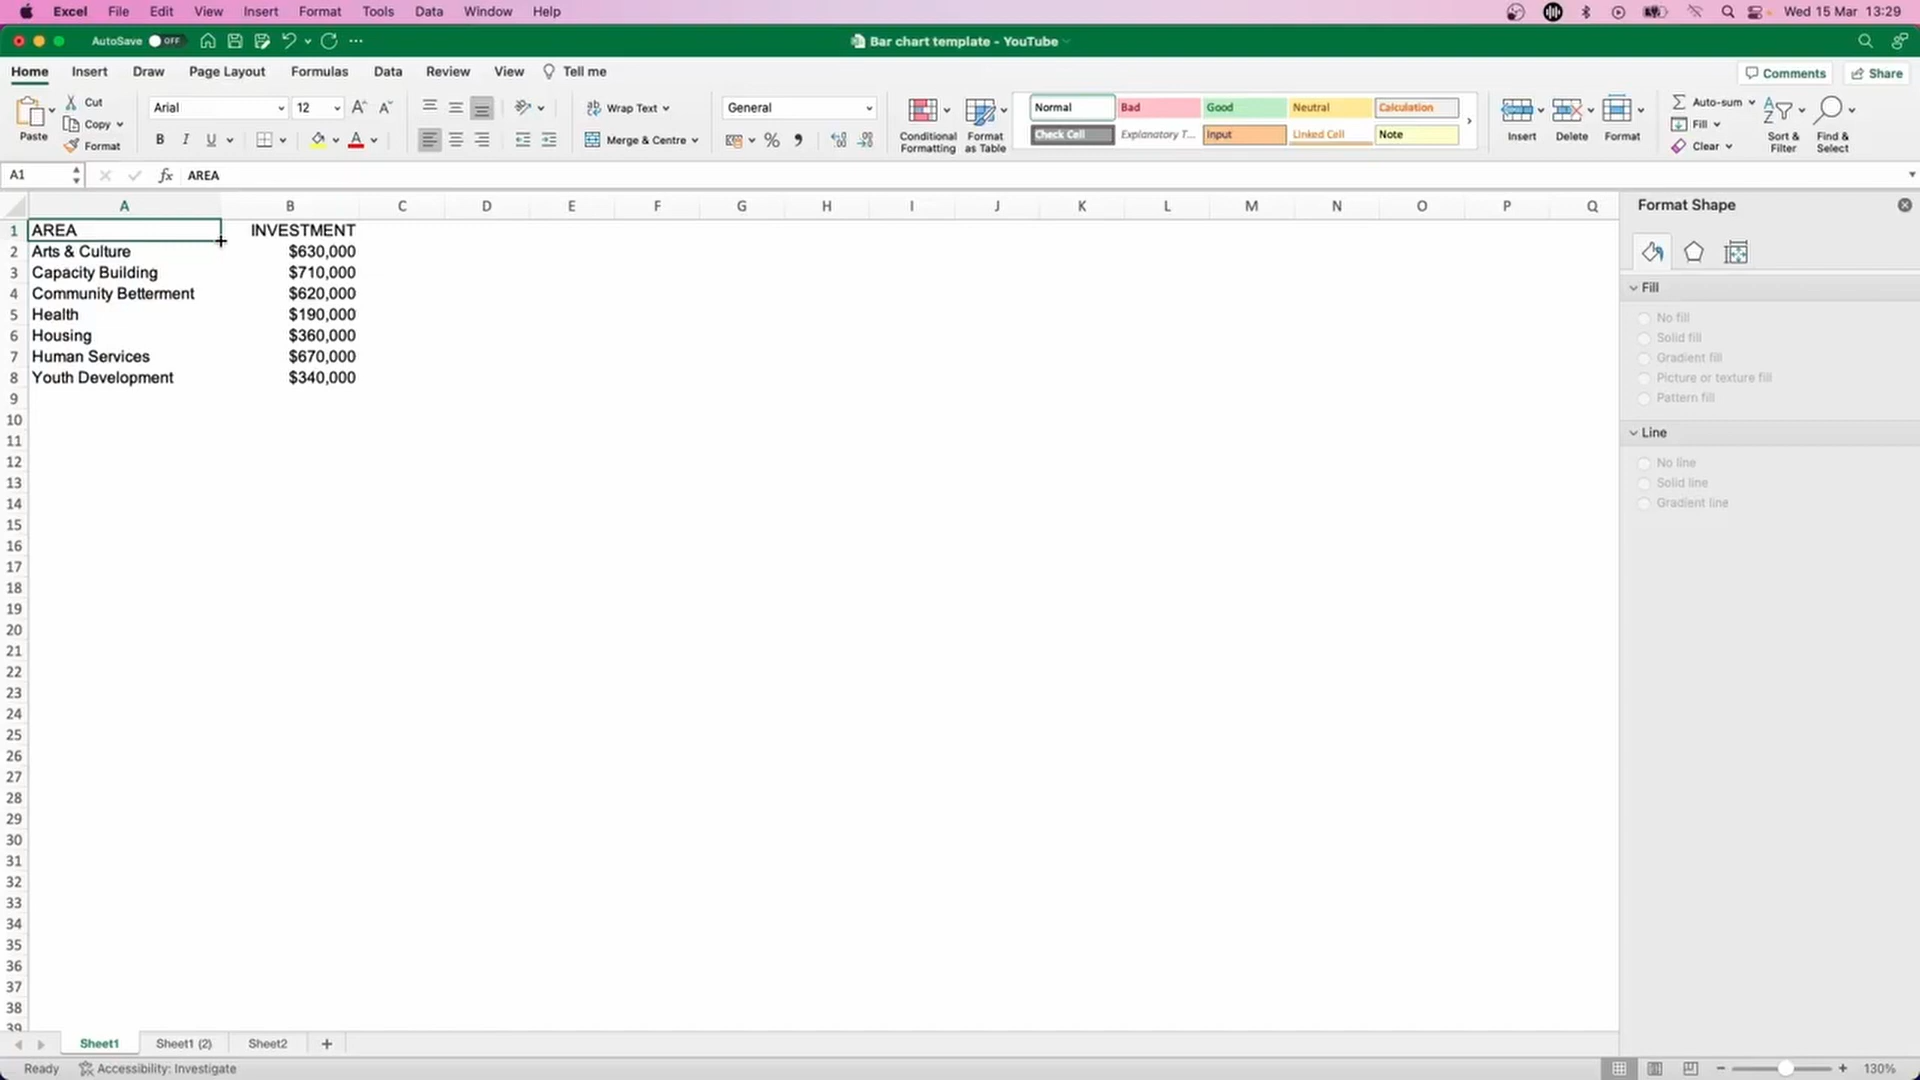 Excel File Edit View Insert Format Tools Data Window Help Wed 15 Mar 13:29
AutoSave OFF Bar chart template - YouTube
Home Insert Draw Page Layout Formulas Data Review View Tell me Comments Share
Paste Cut Copy Format
Arial 12
B I U A
Wrap Text
Merge & Centre
General
%
Conditional Formatting
Format as Table
Normal Bad Good Neutral Calculation
Check Cell Explanatory T... Input Linked Cell Note
Insert Delete Format
Auto-sum
Fill
Clear
Sort & Filter
Find & Select
A1 fx AREA
A B C D E F G H I J K L M N O P Q
1 AREA INVESTMENT
2 Arts & Culture $630,000
3 Capacity Building $710,000
4 Community Betterment $620,000
5 Health $190,000
6 Housing $360,000
7 Human Services $670,000
8 Youth Development $340,000
9
10
11
12
13
14
15
16
17
18
19
20
21
22
23
24
25
26
27
28
29
30
31
32
33
34
35
36
37
38
39
Format Shape
Fill
No fill
Solid fill
Gradient fill
Picture or texture fill
Pattern fill
Line
No line
Solid line
Gradient line
Sheet1 Sheet1 (2) Sheet2 +
Ready Accessibility: Investigate 130%